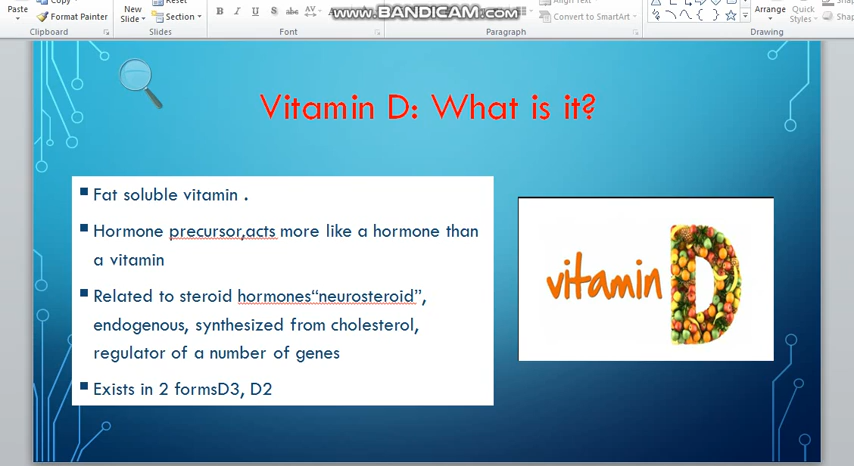 Copy
Reset
Paste
Format Painter
New
Slide
Section
B I U S abc AV
www.BANDICAM.com
Align Text
Convert to SmartArt
Arrange
Quick
Styles
Clipboard
Slides
Font
Paragraph
Drawing
Vitamin D: What is it?
Fat soluble vitamin .
Hormone precursor,acts more like a hormone than
a vitamin
Related to steroid hormones“neurosteroid”,
endogenous, synthesized from cholesterol,
regulator of a number of genes
Exists in 2 formsD3, D2
vitamin D